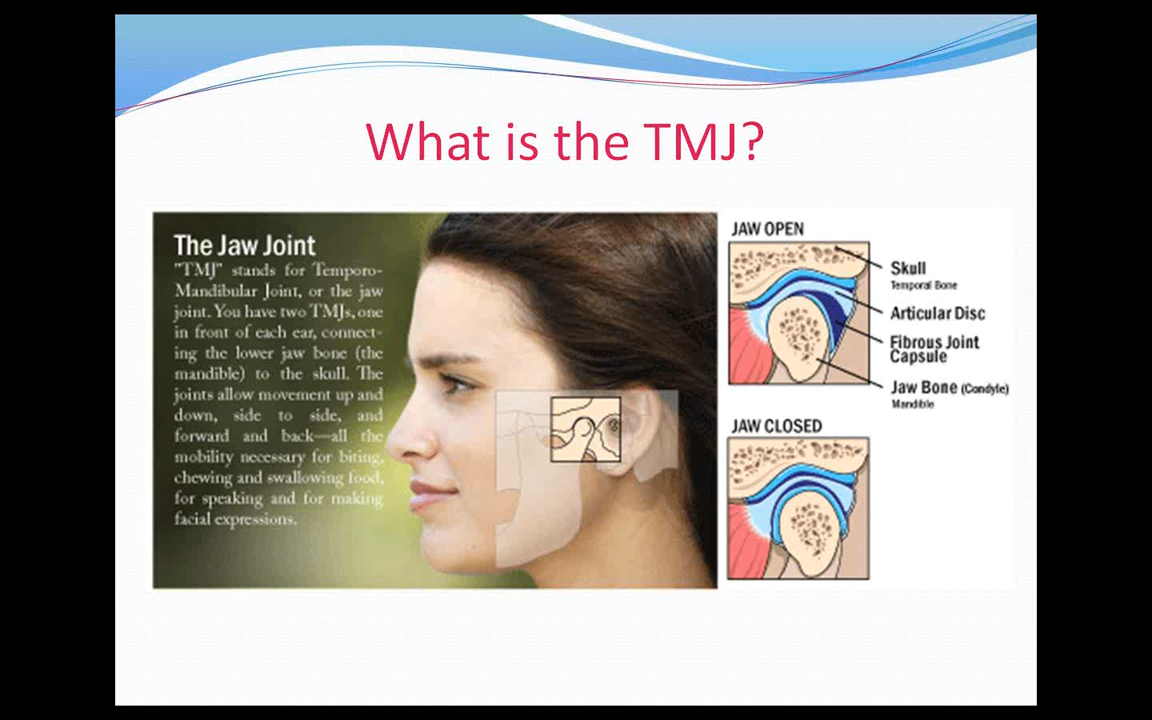 What is the TMJ?
The Jaw Joint
"TMJ" stands for Temporo-
Mandibular Joint, or the jaw
joint. You have two TMJs, one
in front of each ear, connect-
ing the lower jaw bone (the
mandible) to the skull. The
joints allow movement up and
down, side to side, and
forward and back—all the
mobility necessary for biting,
chewing and swallowing food,
for speaking and for making
facial expressions.
JAW OPEN
Skull
Temporal Bone
Articular Disc
Fibrous Joint
Capsule
Jaw Bone (Condyle)
Mandible
JAW CLOSED